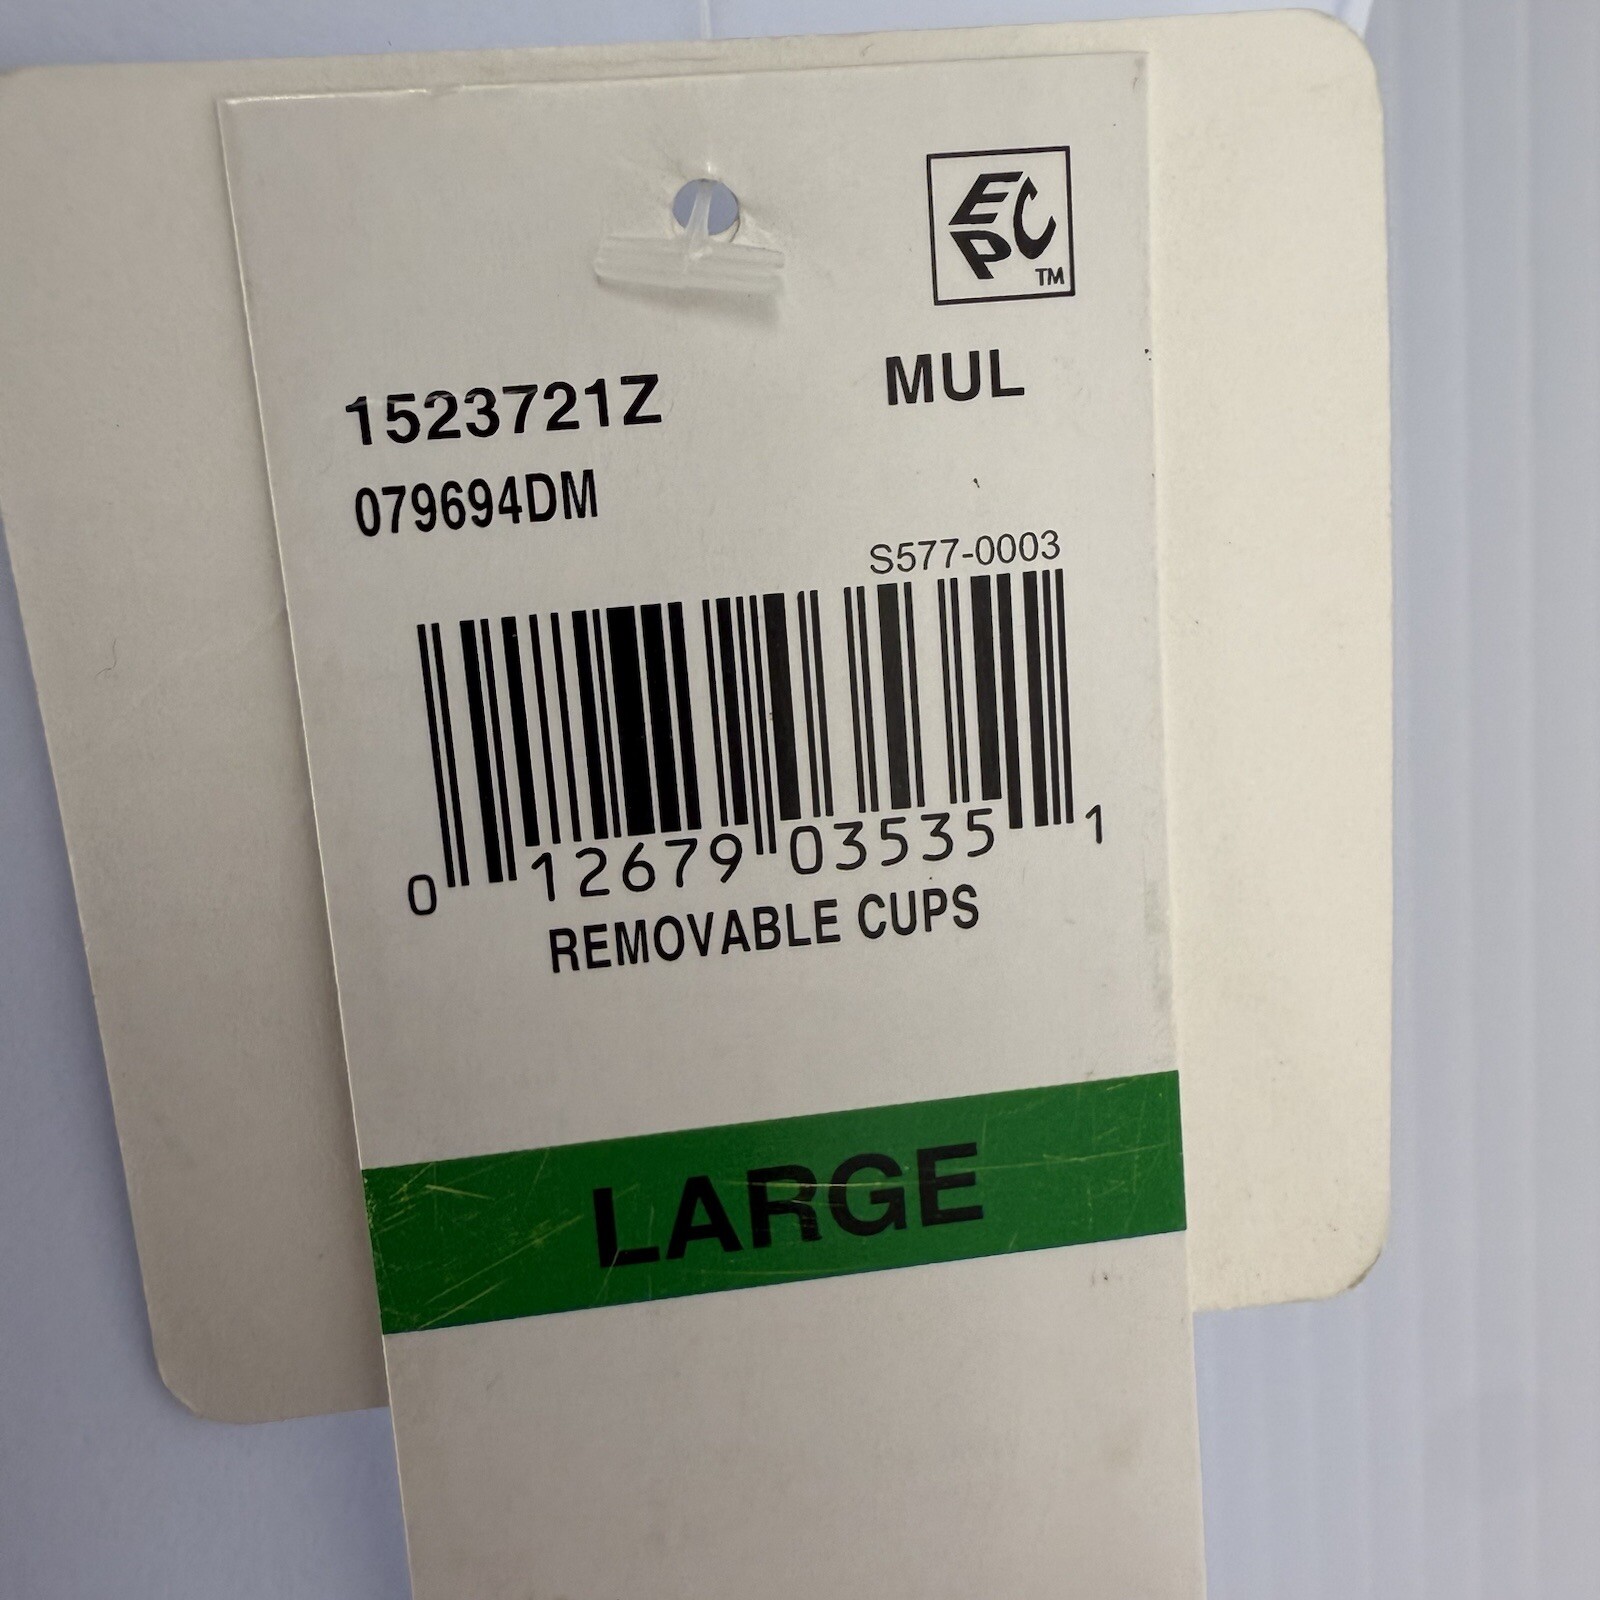 EPC
TM
1523721Z MUL
079694DM
S577-0003
0 12679 03535 1
REMOVABLE CUPS
LARGE